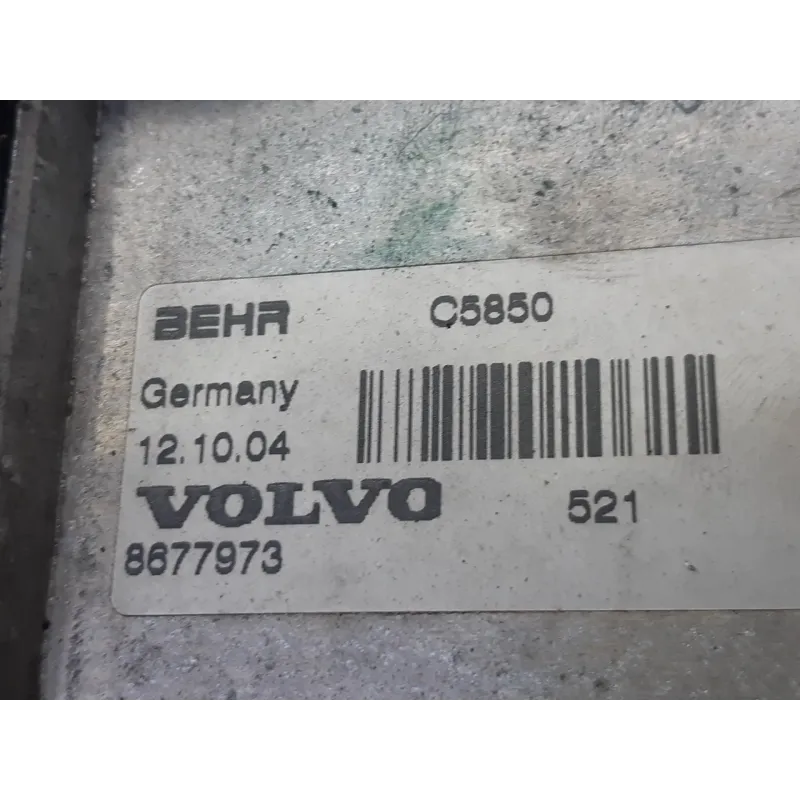 BEHR C5850
Germany
12.10.04
VOLVO 521
8677973